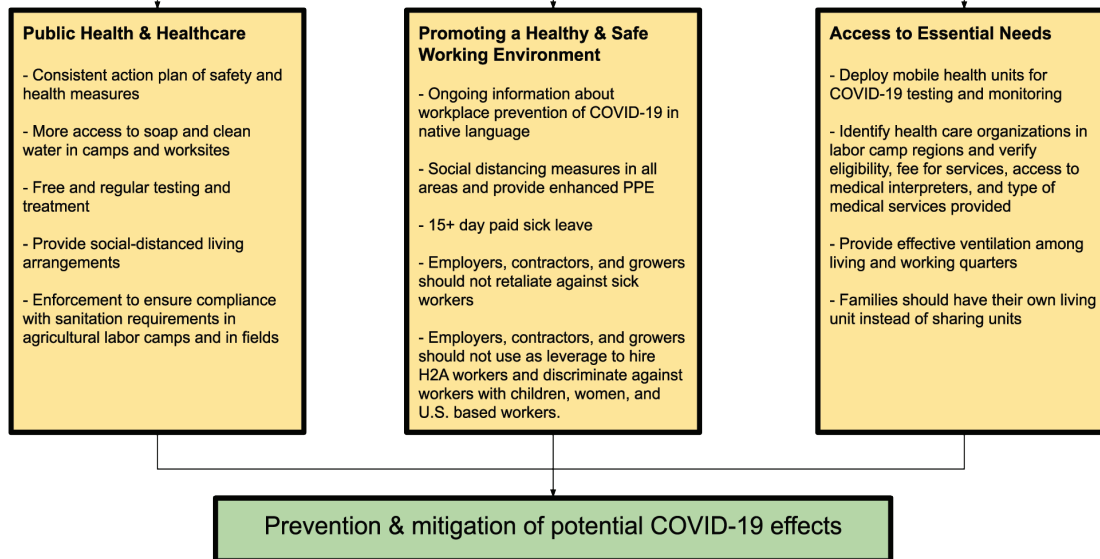 Public Health & Healthcare
- Consistent action plan of safety and
health measures
- More access to soap and clean
water in camps and worksites
- Free and regular testing and
treatment
- Provide social-distanced living
arrangements
- Enforcement to ensure compliance
with sanitation requirements in
agricultural labor camps and in fields
Promoting a Healthy & Safe
Working Environment
- Ongoing information about
workplace prevention of COVID-19 in
native language
- Social distancing measures in all
areas and provide enhanced PPE
- 15+ day paid sick leave
- Employers, contractors, and growers
should not retaliate against sick
workers
- Employers, contractors, and growers
should not use as leverage to hire
H2A workers and discriminate against
workers with children, women, and
U.S. based workers.
Access to Essential Needs
- Deploy mobile health units for
COVID-19 testing and monitoring
- Identify health care organizations in
labor camp regions and verify
eligibility, fee for services, access to
medical interpreters, and type of
medical services provided
- Provide effective ventilation among
living and working quarters
- Families should have their own living
unit instead of sharing units
Prevention & mitigation of potential COVID-19 effects